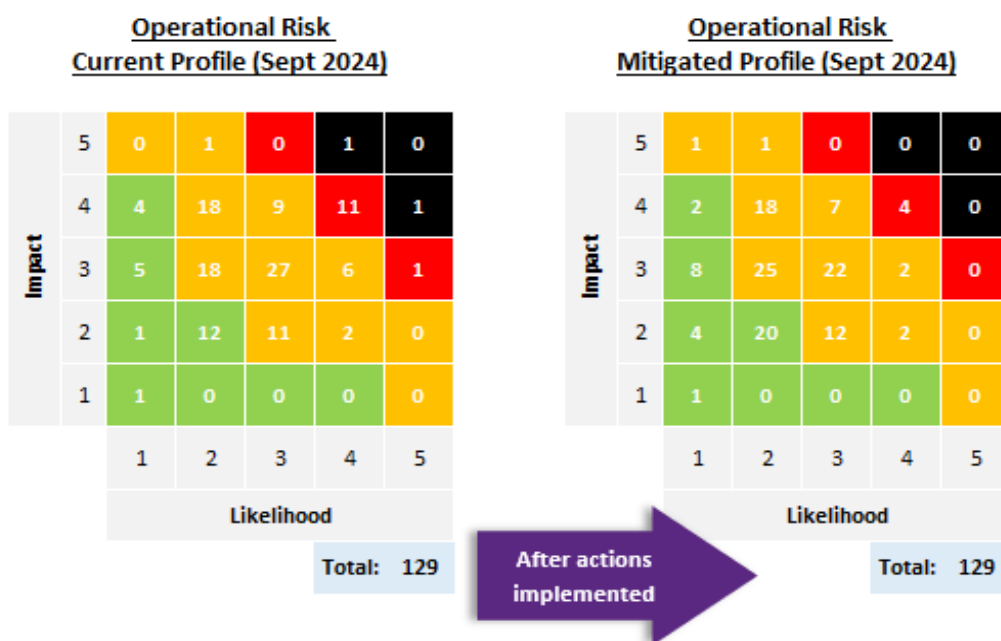 Operational Risk
Current Profile (Sept 2024)
Impact
5 0 1 0 1 0
4 4 18 9 11 1
3 5 18 27 6 1
2 1 12 11 2 0
1 1 0 0 0 0
1 2 3 4 5
Likelihood
Total: 129
After actions
implemented
Operational Risk
Mitigated Profile (Sept 2024)
Impact
5 1 1 0 0 0
4 2 18 7 4 0
3 8 25 22 2 0
2 4 20 12 2 0
1 1 0 0 0 0
1 2 3 4 5
Likelihood
Total: 129